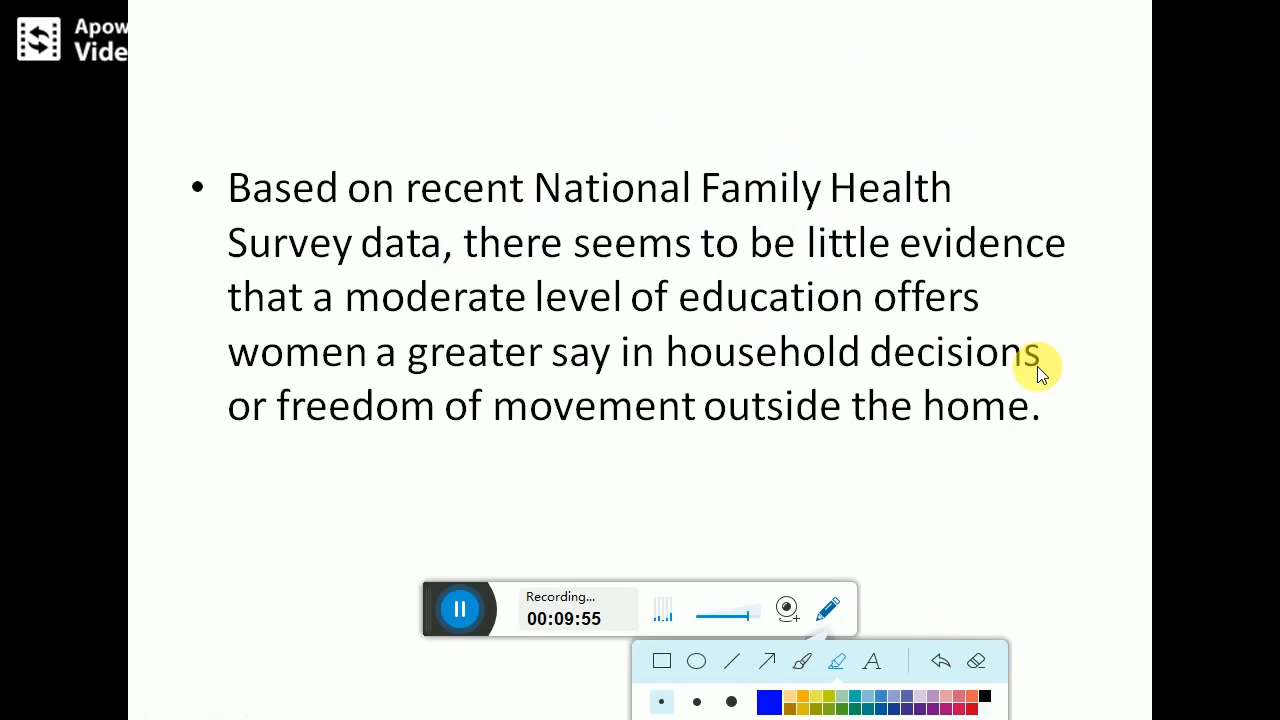 Apow
Vide
• Based on recent National Family Health
Survey data, there seems to be little evidence
that a moderate level of education offers
women a greater say in household decisions
or freedom of movement outside the home.
Recording...
00:09:55
A